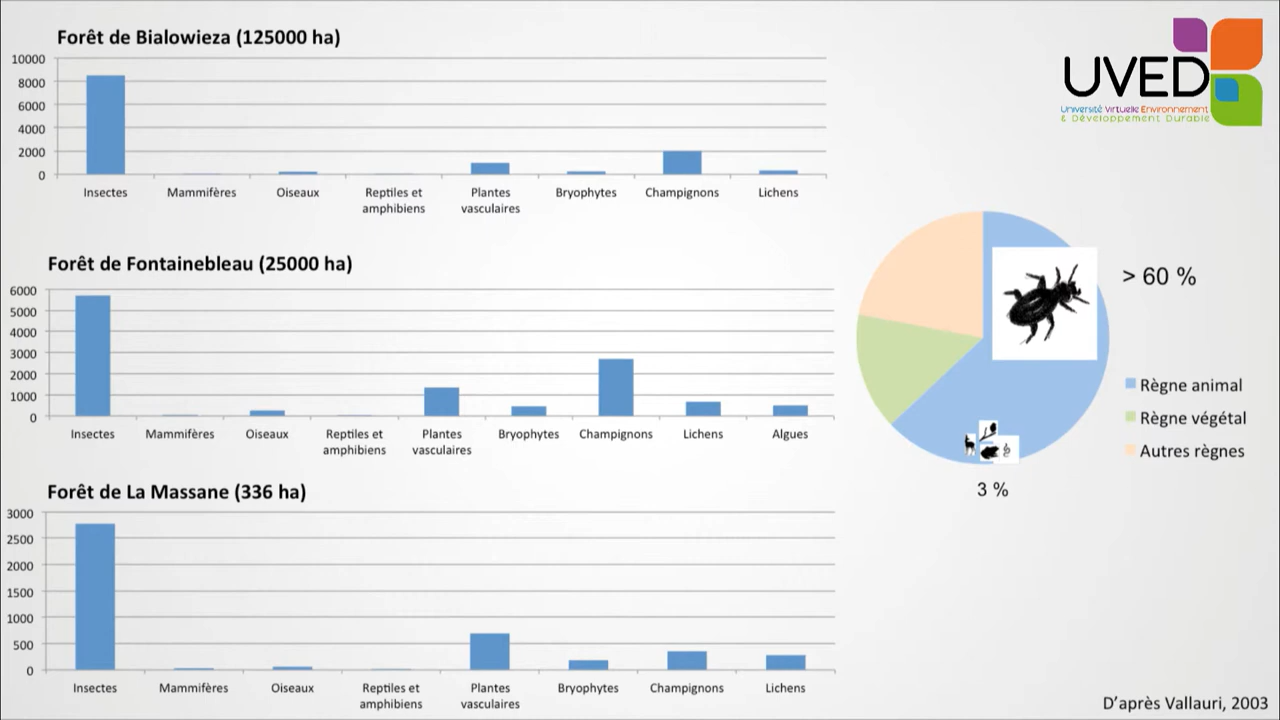 Forêt de Bialowieza (125000 ha)
10000
8000
6000
4000
2000
0
Insectes
Mammifères
Oiseaux
Reptiles et
amphibiens
Plantes
vasculaires
Bryophytes
Champignons
Lichens
Forêt de Fontainebleau (25000 ha)
6000
5000
4000
3000
2000
1000
0
Insectes
Mammifères
Oiseaux
Reptiles et
amphibiens
Plantes
vasculaires
Bryophytes
Champignons
Lichens
Algues
Forêt de La Massane (336 ha)
3000
2500
2000
1500
1000
500
0
Insectes
Mammifères
Oiseaux
Reptiles et
amphibiens
Plantes
vasculaires
Bryophytes
Champignons
Lichens
UVED
Université Virtuelle Environnement
& Développement Durable
> 60 %
Règne animal
Règne végétal
Autres règnes
3 %
D'après Vallauri, 2003